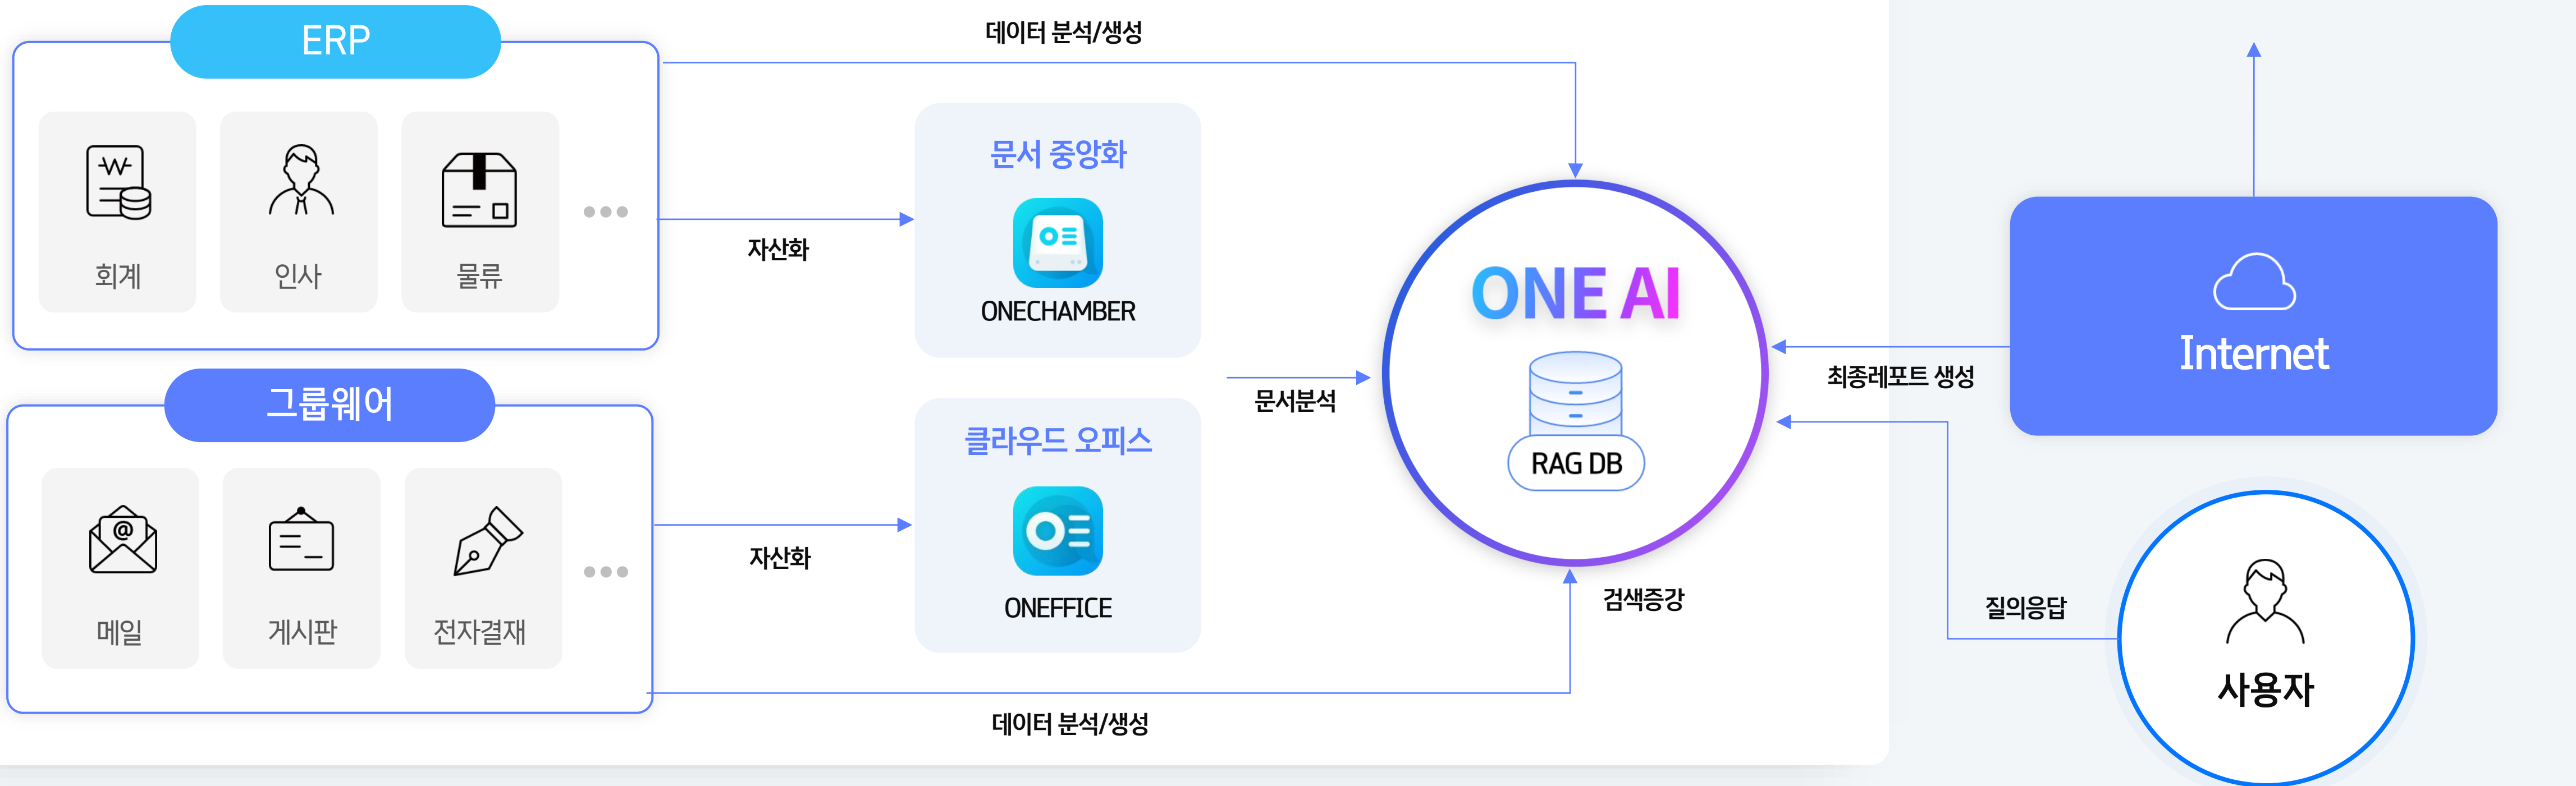 ERP
회계
인사
물류
그룹웨어
메일
게시판
전자결재
데이터 분석/생성
자산화
자산화
데이터 분석/생성
문서 중앙화
ONECHAMBER
클라우드 오피스
ONEFFICE
문서분석
ONE AI
RAG DB
검색증강
최종레포트 생성
질의응답
Internet
사용자